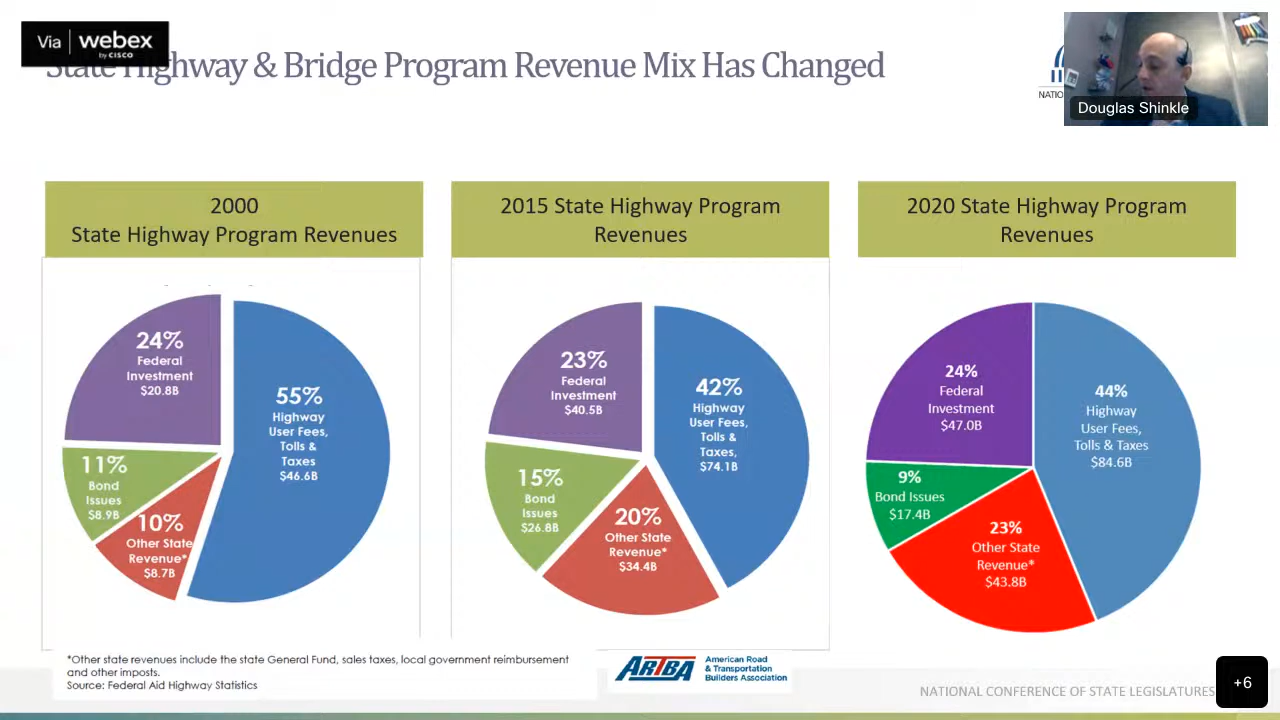 Via webex
by CISCO
State Highway & Bridge Program Revenue Mix Has Changed
NATIO
Douglas Shinkle
2000
State Highway Program Revenues
24%
Federal
Investment
$20.8B
55%
Highway
User Fees,
Tolls &
Taxes
$46.6B
11%
Bond
Issues
$8.9B
10%
Other State
Revenue*
$8.7B
2015 State Highway Program
Revenues
23%
Federal
Investment
$40.5B
42%
Highway
User Fees,
Tolls &
Taxes,
$74.1B
15%
Bond
Issues
$26.8B
20%
Other State
Revenue*
$34.4B
2020 State Highway Program
Revenues
24%
Federal
Investment
$47.0B
44%
Highway
User Fees,
Tolls & Taxes
$84.6B
9%
Bond Issues
$17.4B
23%
Other State
Revenue*
$43.8B
*Other state revenues include the state General Fund, sales taxes, local government reimbursement
and other imposts.
Source: Federal Aid Highway Statistics
ARTBA
American Road
& Transportation
Builders Association
NATIONAL CONFERENCE OF STATE LEGISLATURES
+6